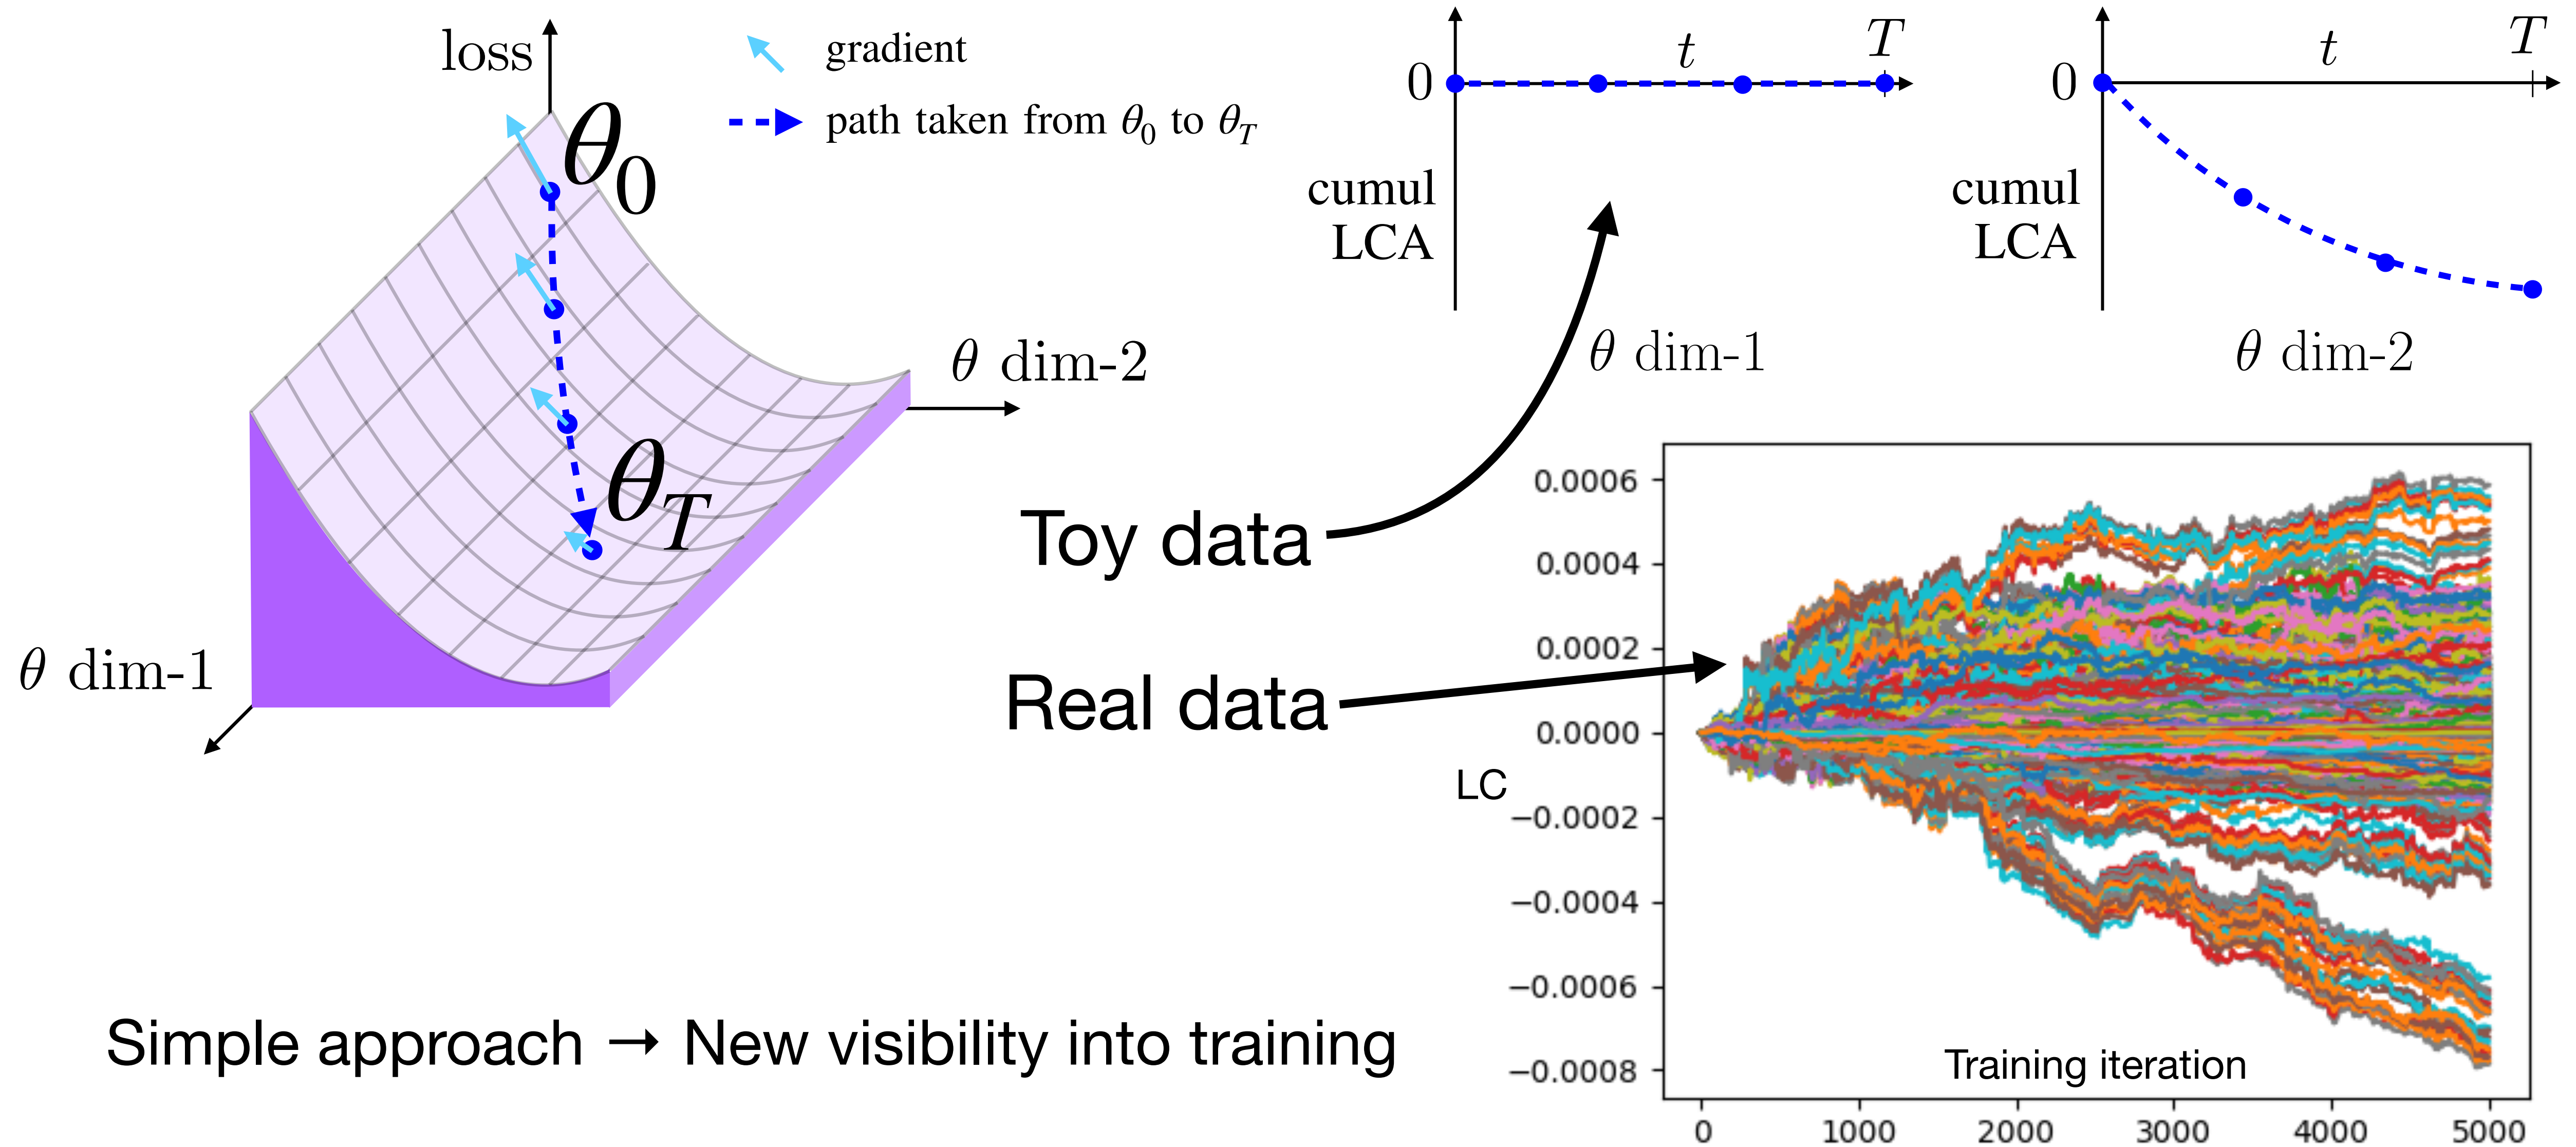 loss
gradient
path taken from θ₀ to θ_T
θ₀
θ_T
θ dim-2
θ dim-1
t
T
0
cumul
LCA
θ dim-1
t
T
0
cumul
LCA
θ dim-2
Toy data
Real data
0.0006
0.0004
0.0002
0.0000
LC
−0.0002
−0.0004
−0.0006
−0.0008
Training iteration
0 1000 2000 3000 4000 5000
Simple approach → New visibility into training